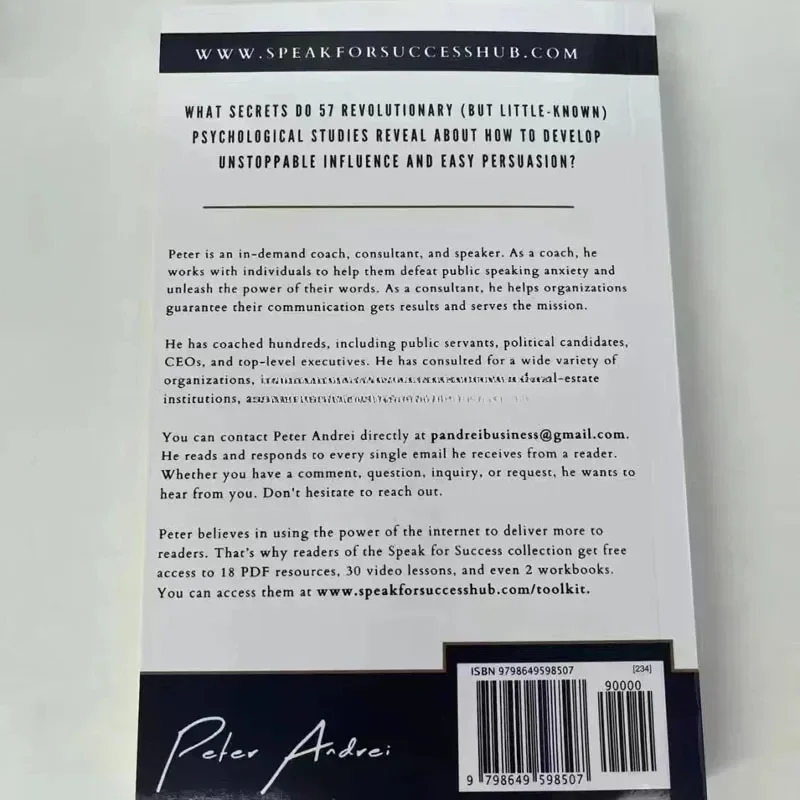 WWW.SPEAKFORSUCCESSHUB.COM
WHAT SECRETS DO 57 REVOLUTIONARY (BUT LITTLE-KNOWN)
PSYCHOLOGICAL STUDIES REVEAL ABOUT HOW TO DEVELOP
UNSTOPPABLE INFLUENCE AND EASY PERSUASION?
Peter is an in-demand coach, consultant, and speaker. As a coach, he
works with individuals to help them defeat public speaking anxiety and
unleash the power of their words. As a consultant, he helps organizations
guarantee their communication gets results and serves the mission.
He has coached hundreds, including public servants, political candidates,
CEOs, and top-level executives. He has consulted for a wide variety of
organizations,
institutions,
You can contact Peter Andrei directly at pandreibusiness@gmail.com.
He reads and responds to every single email he receives from a reader.
Whether you have a comment, question, inquiry, or request, he wants to
hear from you. Don't hesitate to reach out.
Peter believes in using the power of the internet to deliver more to
readers. That's why readers of the Speak for Success collection get free
access to 18 PDF resources, 30 video lessons, and even 2 workbooks.
You can access them at www.speakforsuccesshub.com/toolkit.
ISBN 9798649598507
[234]
90000
9 798649 598507
Peter Andrei